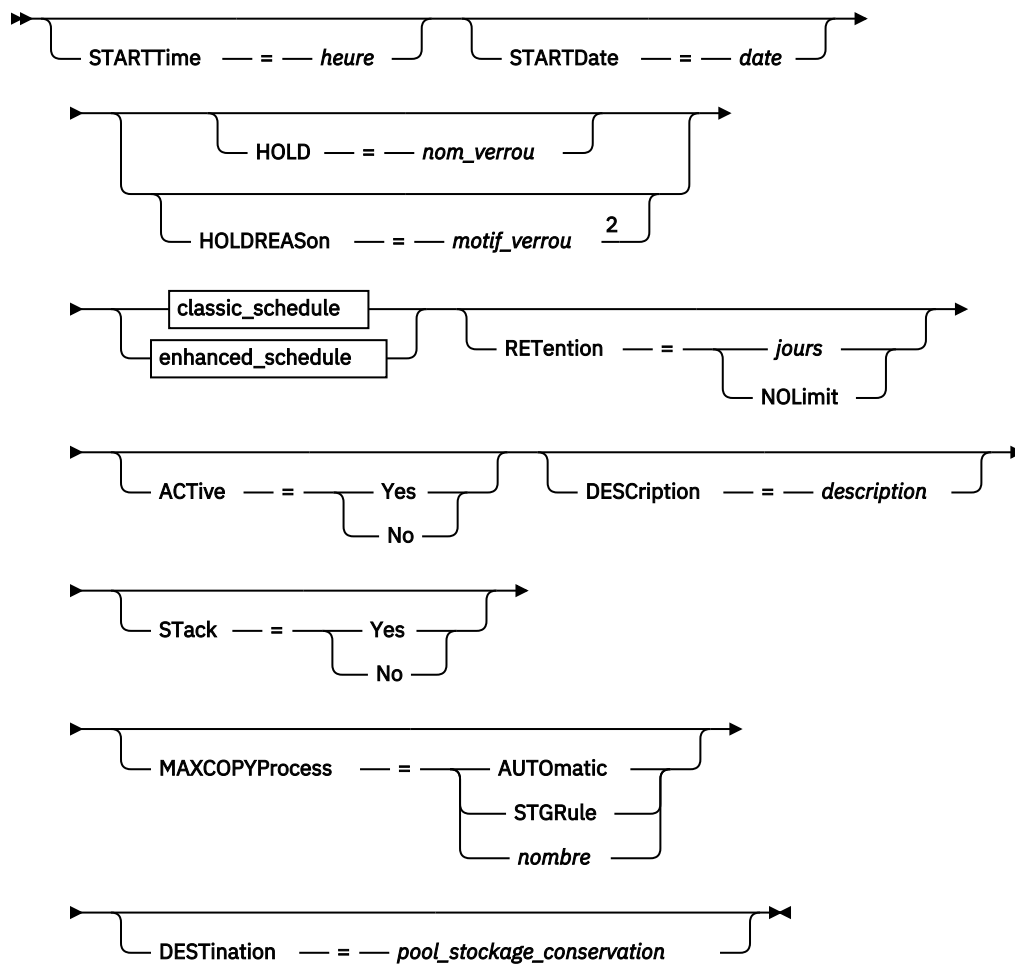 STARTTime = heure STARTDate = date
HOLD = nom_verrou
HOLDREASon = motif_verrou 2
classic_schedule
enhanced_schedule
RETention = jours
NOLimit
ACTive = Yes
No
DESCription = description
STack = Yes
No
MAXCOPYProcess = AUTOmatic
STGRule
nombre
DESTination = pool_stockage_conservation